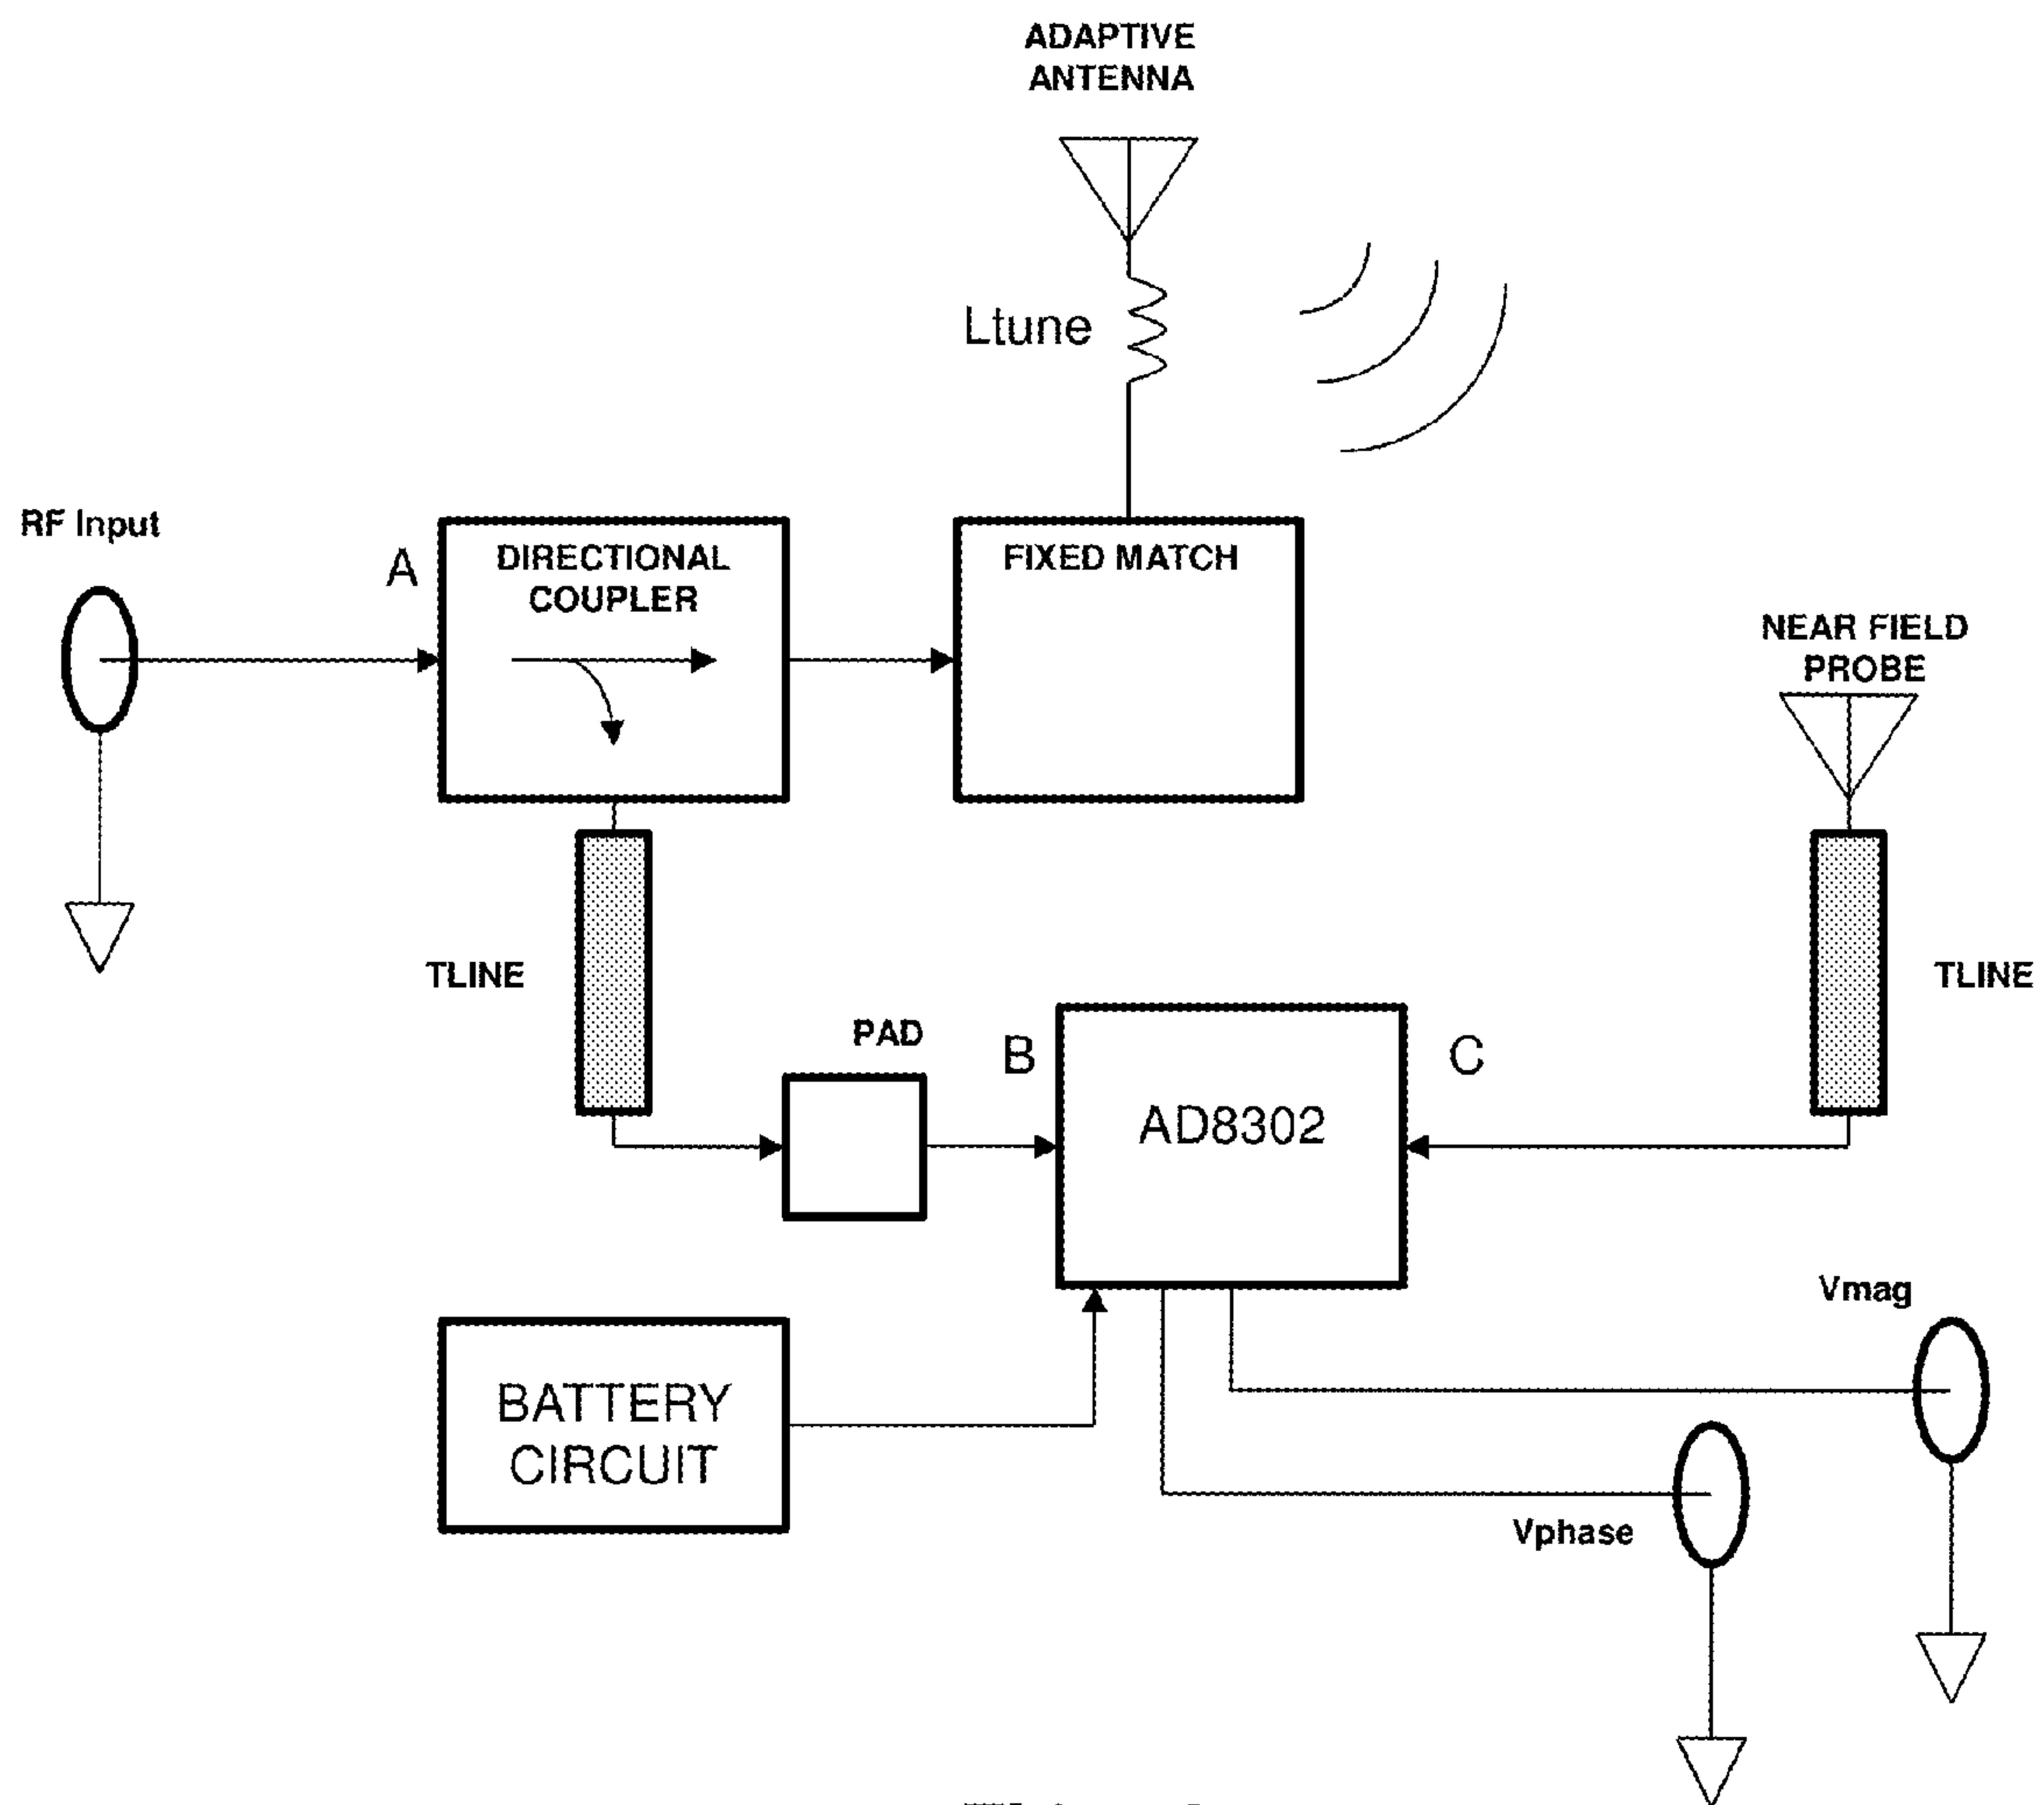 ADAPTIVE
ANTENNA
Ltune
RF Input
A
DIRECTIONAL
COUPLER
FIXED MATCH
NEAR FIELD
PROBE
TLINE
TLINE
PAD
B
C
AD8302
Vmag
BATTERY
CIRCUIT
Vphase